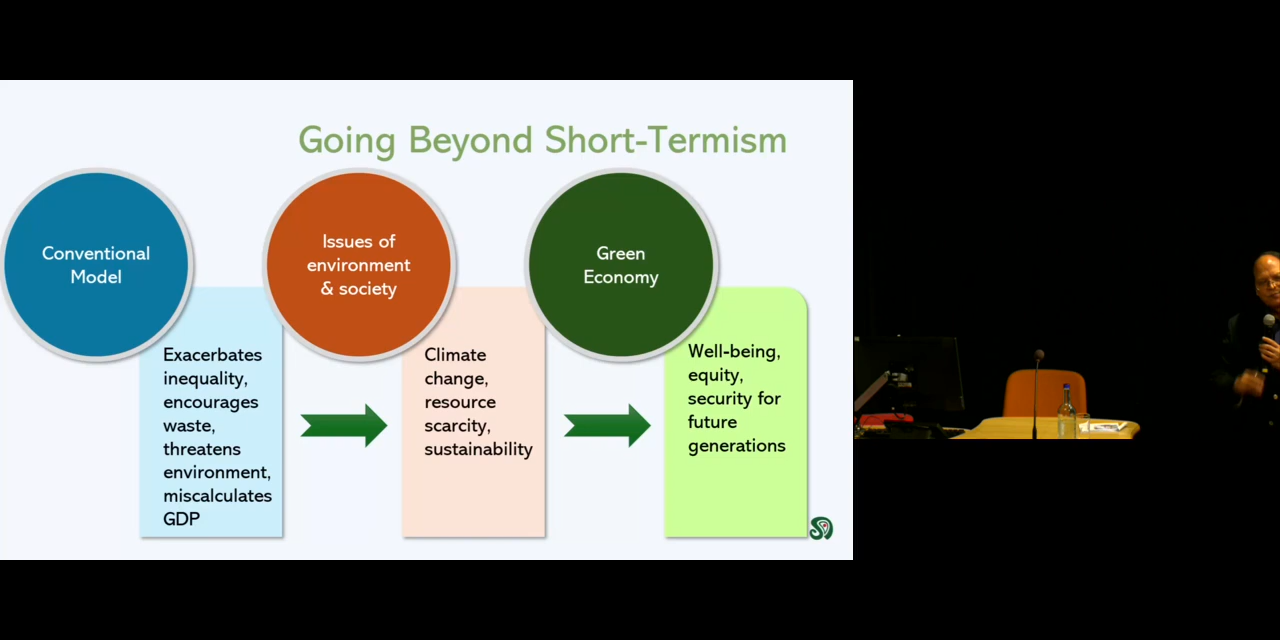 Going Beyond Short-Termism
Conventional
Model
Exacerbates
inequality,
encourages
waste,
threatens
environment,
miscalculates
GDP
Issues of
environment
& society
Climate
change,
resource
scarcity,
sustainability
Green
Economy
Well-being,
equity,
security for
future
generations